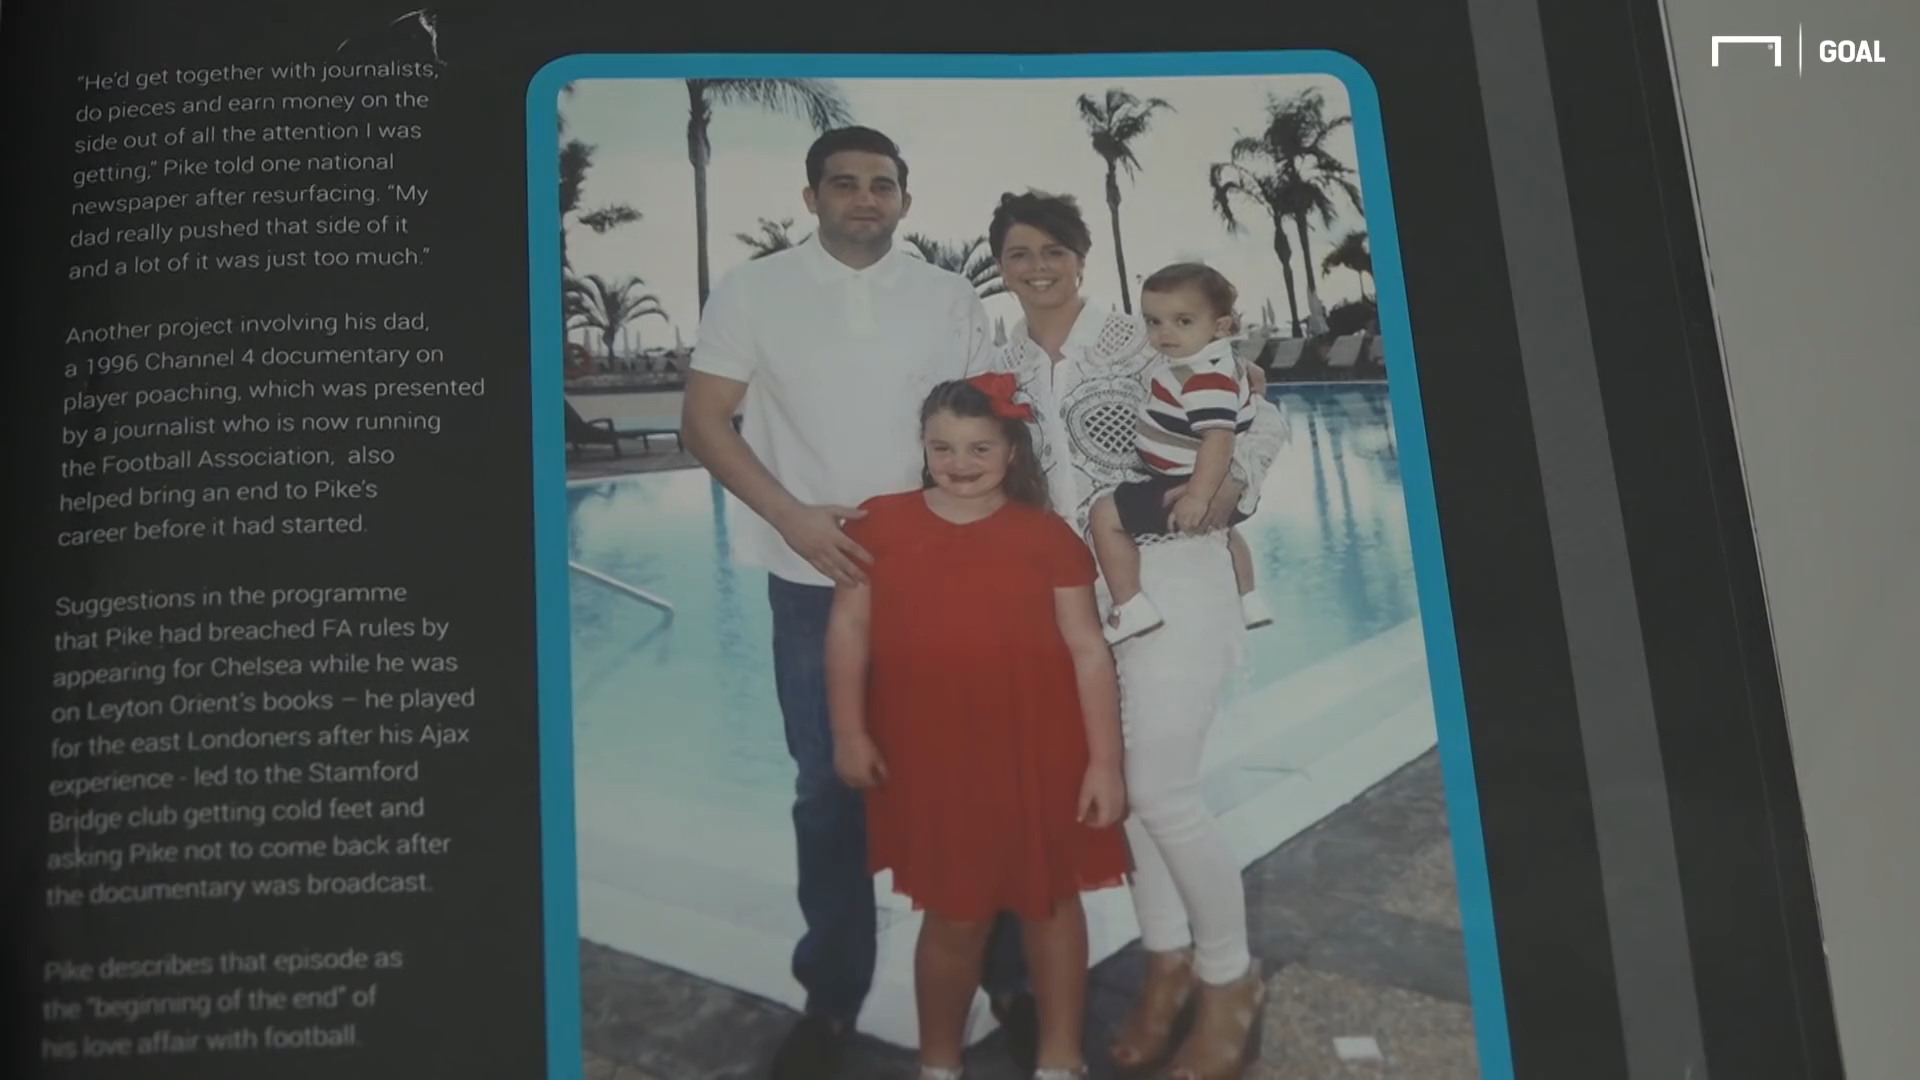 "He'd get together with journalists,
do pieces and earn money on the
side out of all the attention I was
getting," Pike told one national
newspaper after resurfacing. "My
dad really pushed that side of it
and a lot of it was just too much."
Another project involving his dad,
a 1996 Channel 4 documentary on
player poaching, which was presented
by a journalist who is now running
the Football Association, also
helped bring an end to Pike's
career before it had started.
Suggestions in the programme
that Pike had breached FA rules by
appearing for Chelsea while he was
on Leyton Orient's books – he played
for the east Londoners after his Ajax
experience - led to the Stamford
Bridge club getting cold feet and
asking Pike not to come back after
the documentary was broadcast.
Pike describes that episode as
the "beginning of the end" of
his love affair with football.
GOAL